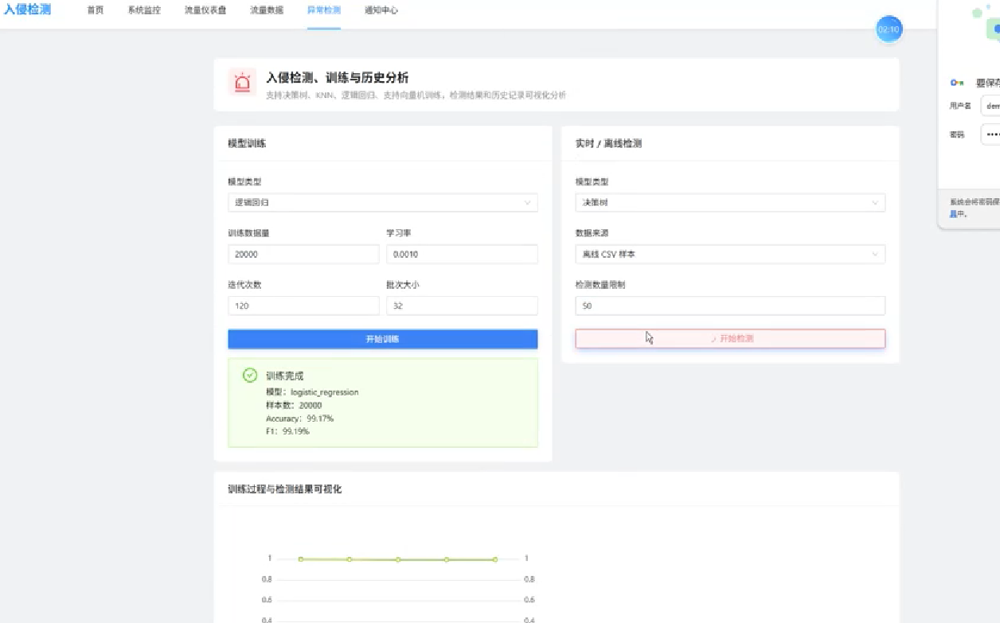 入侵检测 首页 系统监控 流量仪表盘 流量数据 异常检测 通知中心
02:10
入侵检测、训练与历史分析
支持决策树、KNN、逻辑回归、支持向量机训练，检测结果和历史记录可视化分析
模型训练
模型类型
逻辑回归
训练数据量 学习率
20000 0.0010
迭代次数 批次大小
120 32
开始训练
训练完成
模型：logistic_regression
样本数：20000
Accuracy：99.17%
F1：99.19%
实时 / 离线检测
模型类型
决策树
数据来源
离线 CSV 样本
检测数量限制
50
开始检测
训练过程与检测结果可视化
1 1
0.8 0.8
0.6 0.6
0.4 0.4
要保存
用户名 dem
密码 ••••
系统会将密码保
中。